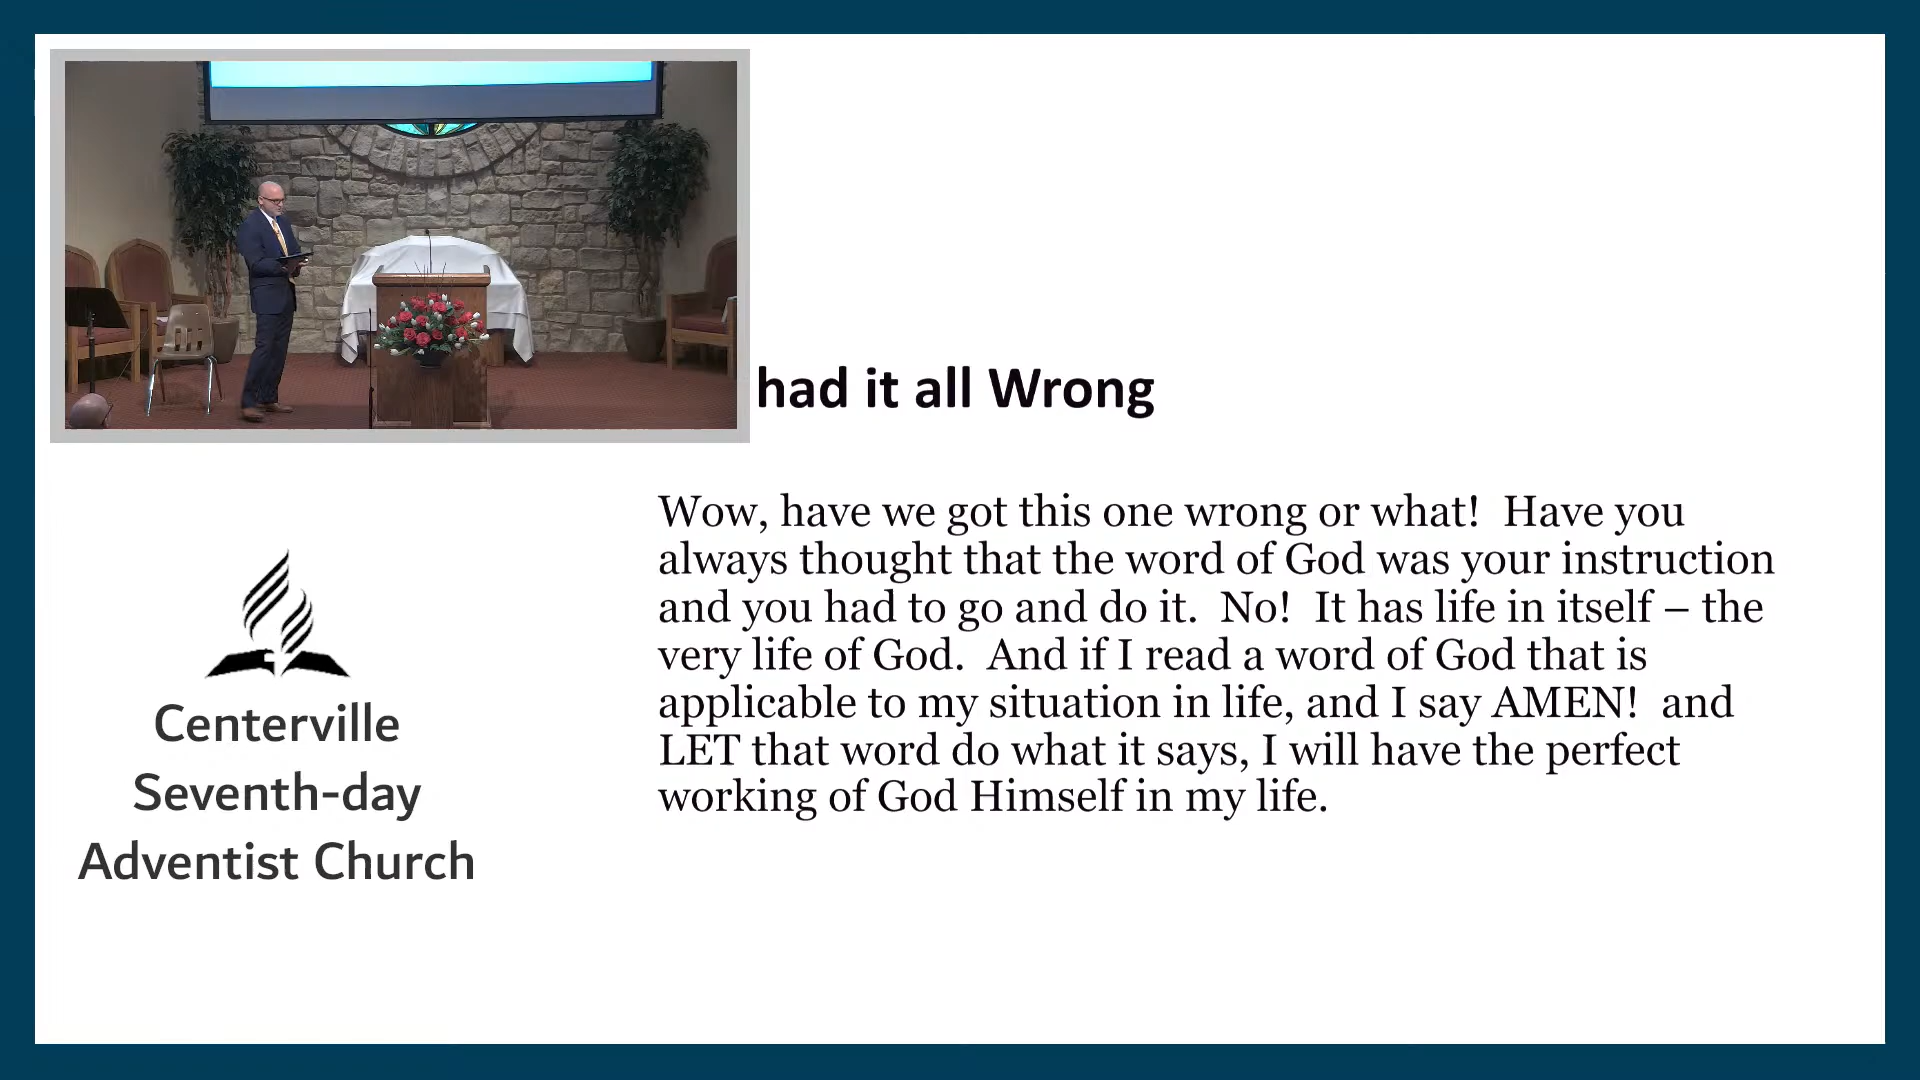 had it all Wrong
Wow, have we got this one wrong or what!  Have you
always thought that the word of God was your instruction
and you had to go and do it.  No!  It has life in itself – the
very life of God.  And if I read a word of God that is
applicable to my situation in life, and I say AMEN!  and
LET that word do what it says, I will have the perfect
working of God Himself in my life.
Centerville
Seventh-day
Adventist Church